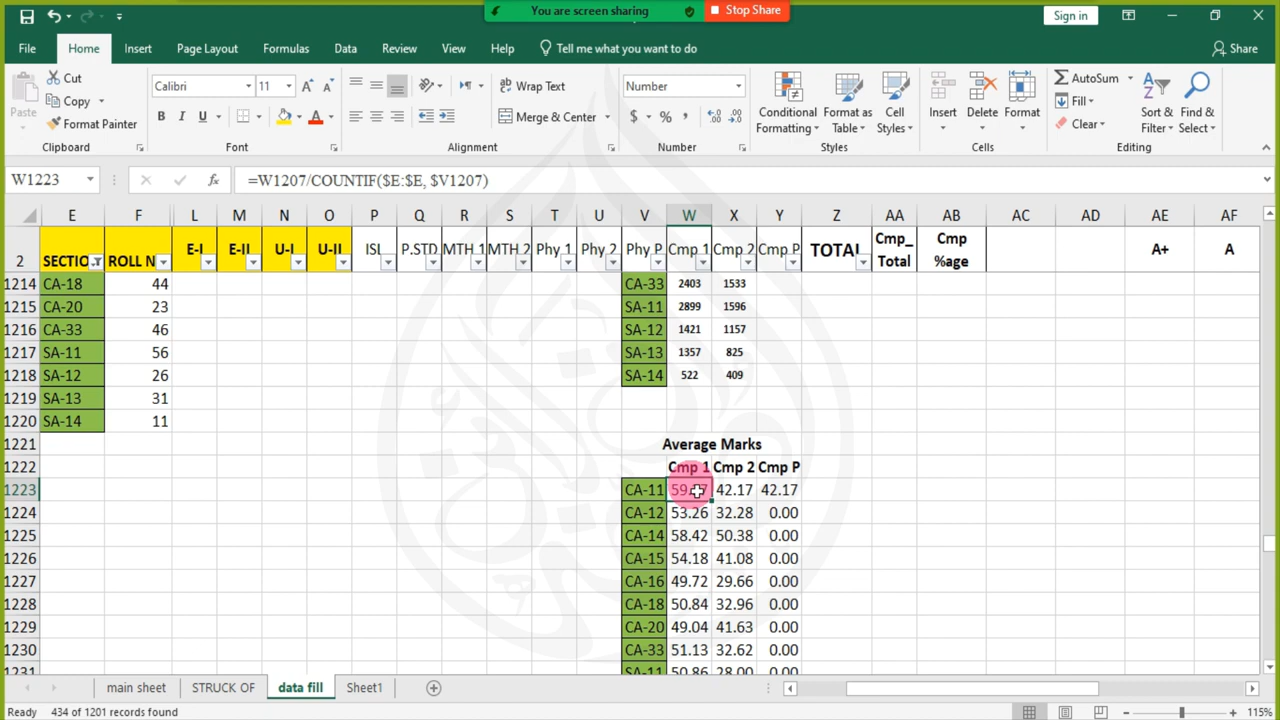 You are screen sharing Stop Share
Sign in
File Home Insert Page Layout Formulas Data Review View Help Tell me what you want to do Share
Paste Cut Copy Format Painter Clipboard
Calibri 11 B I U A Font
Wrap Text Merge & Center Alignment
Number $ % , Number
Conditional Formatting Format as Table Cell Styles Styles
Insert Delete Format Cells
AutoSum Fill Clear Sort & Filter Find & Select Editing
W1223 fx =W1207/COUNTIF($E:$E, $V1207)
E F L M N O P Q R S T U V W X Y Z AA AB AC AD AE AF
2 SECTIO ROLL N E-I E-II U-I U-II ISL P.STD MTH 1 MTH 2 Phy 1 Phy 2 Phy P Cmp 1 Cmp 2 Cmp P TOTAL Cmp_ Total Cmp %age A+ A
1214 CA-18 44 CA-33 2403 1533
1215 CA-20 23 SA-11 2899 1596
1216 CA-33 46 SA-12 1421 1157
1217 SA-11 56 SA-13 1357 825
1218 SA-12 26 SA-14 522 409
1219 SA-13 31
1220 SA-14 11
1221 Average Marks
1222 Cmp 1 Cmp 2 Cmp P
1223 CA-11 42.17 42.17
1224 CA-12 53.26 32.28 0.00
1225 CA-14 58.42 50.38 0.00
1226 CA-15 54.18 41.08 0.00
1227 CA-16 49.72 29.66 0.00
1228 CA-18 50.84 32.96 0.00
1229 CA-20 49.04 41.63 0.00
1230 CA-33 51.13 32.62 0.00
1231 SA-11 50.86 28.00 0.00
main sheet STRUCK OF data fill Sheet1
Ready 434 of 1201 records found 115%